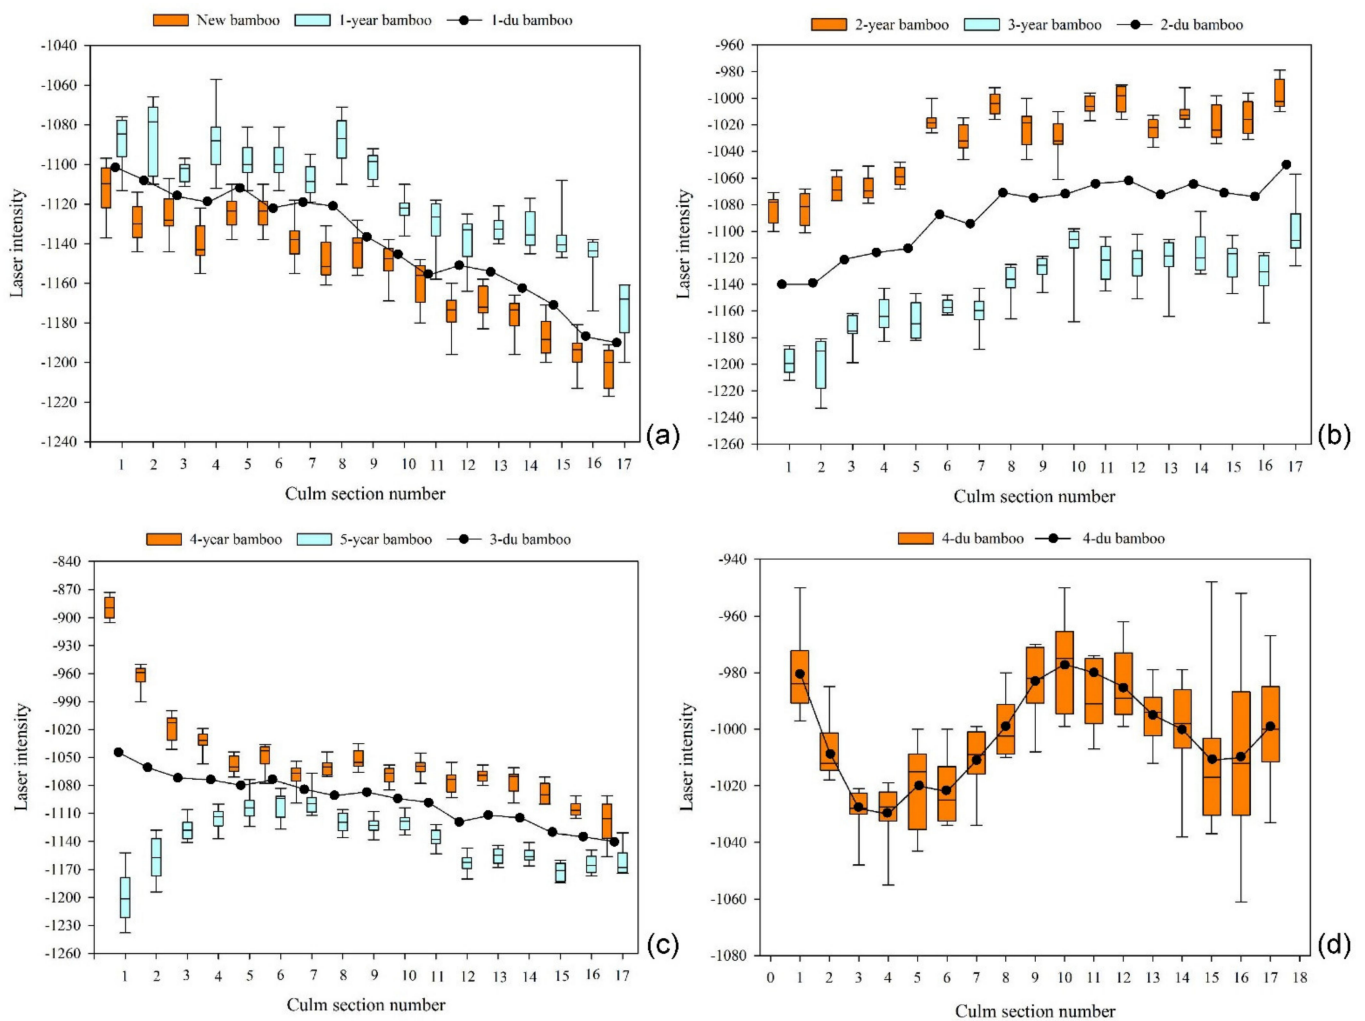 New bamboo 1-year bamboo 1-du bamboo
-1040
-1060
-1080
-1100
-1120
-1140
-1160
-1180
-1200
-1220
-1240
Laser intensity
1 2 3 4 5 6 7 8 9 10 11 12 13 14 15 16 17
Culm section number
(a)
2-year bamboo 3-year bamboo 2-du bamboo
-960
-980
-1000
-1020
-1040
-1060
-1080
-1100
-1120
-1140
-1160
-1180
-1200
-1220
-1240
-1260
Laser intensity
1 2 3 4 5 6 7 8 9 10 11 12 13 14 15 16 17
Culm section number
(b)
4-year bamboo 5-year bamboo 3-du bamboo
-840
-870
-900
-930
-960
-990
-1020
-1050
-1080
-1110
-1140
-1170
-1200
-1230
-1260
Laser intensity
1 2 3 4 5 6 7 8 9 10 11 12 13 14 15 16 17
Culm section number
(c)
4-du bamboo 4-du bamboo
-940
-960
-980
-1000
-1020
-1040
-1060
-1080
Laser intensity
0 1 2 3 4 5 6 7 8 9 10 11 12 13 14 15 16 17 18
Culm section number
(d)